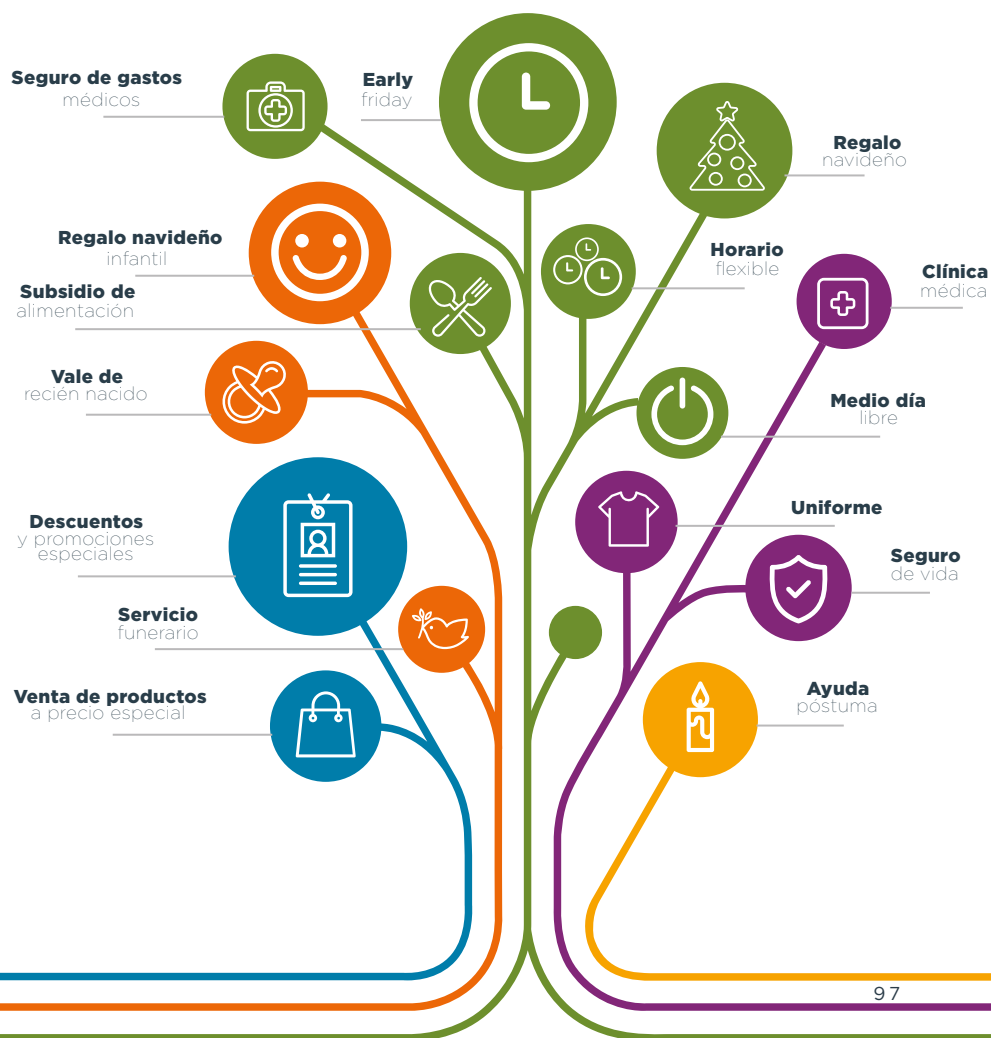 Seguro de gastos
médicos
Early
friday
Regalo
navideño
Regalo navideño
infantil
Horario
flexible
Clínica
médica
Subsidio de
alimentación
Vale de
recién nacido
Medio día
libre
Descuentos
y promociones
especiales
Uniforme
Seguro
de vida
Servicio
funerario
Venta de productos
a precio especial
Ayuda
póstuma
97